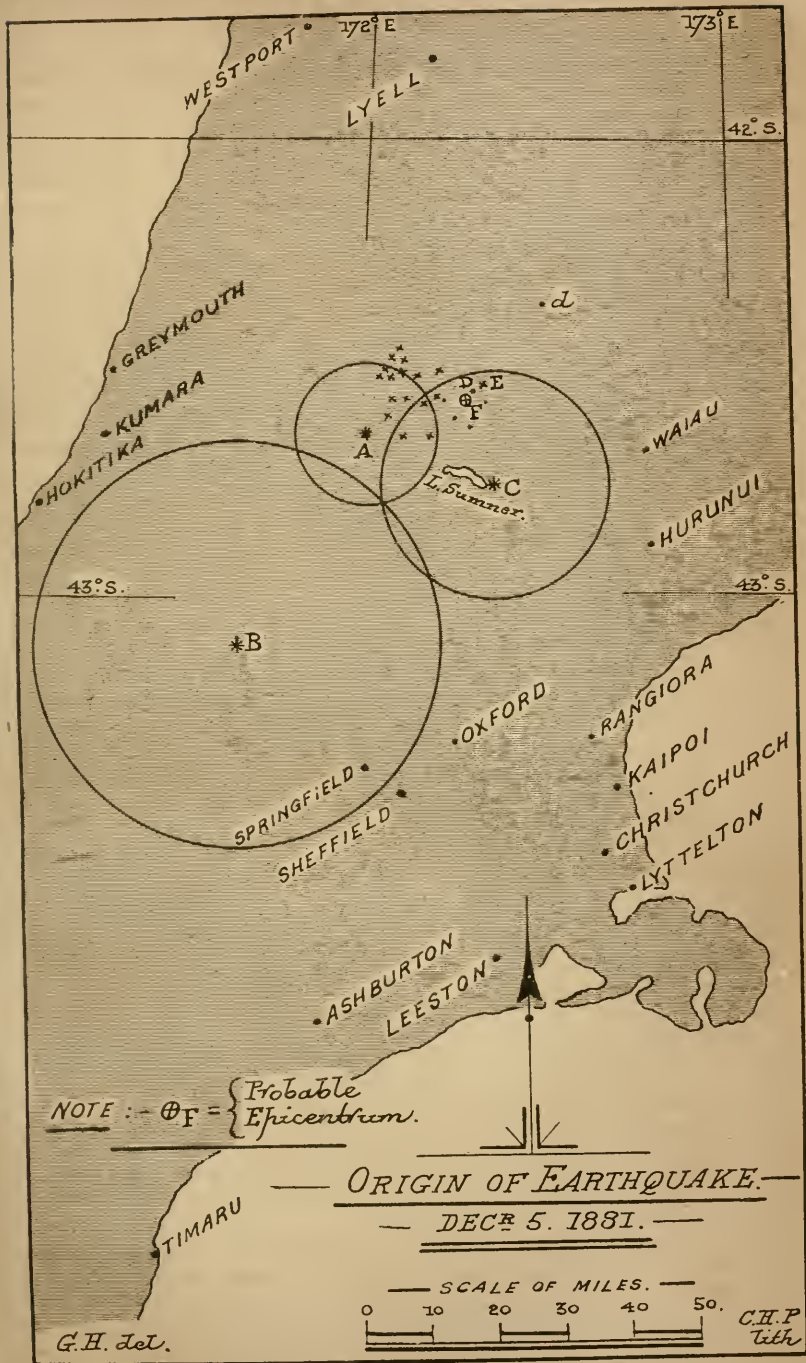 172° E
173° E
WESTPORT
LYELL
42° S.
d
GREYMOUTH
D E
F
KUMARA
A
WAIAU
HOKITIKA
C
L. Sumner.
HURUNUI
43° S.
43° S.
B
OXFORD
RANGIORA
KAIPOI
SPRINGFIELD
SHEFFIELD
CHRISTCHURCH
LYTTELTON
ASHBURTON
LEESTON
NOTE :- ⊕F = { Probable
Epicentrum.
ORIGIN OF EARTHQUAKE.
DECR 5. 1881.
TIMARU
SCALE OF MILES.
0 10 20 30 40 50.
G.H. del.
C.H.P
lith